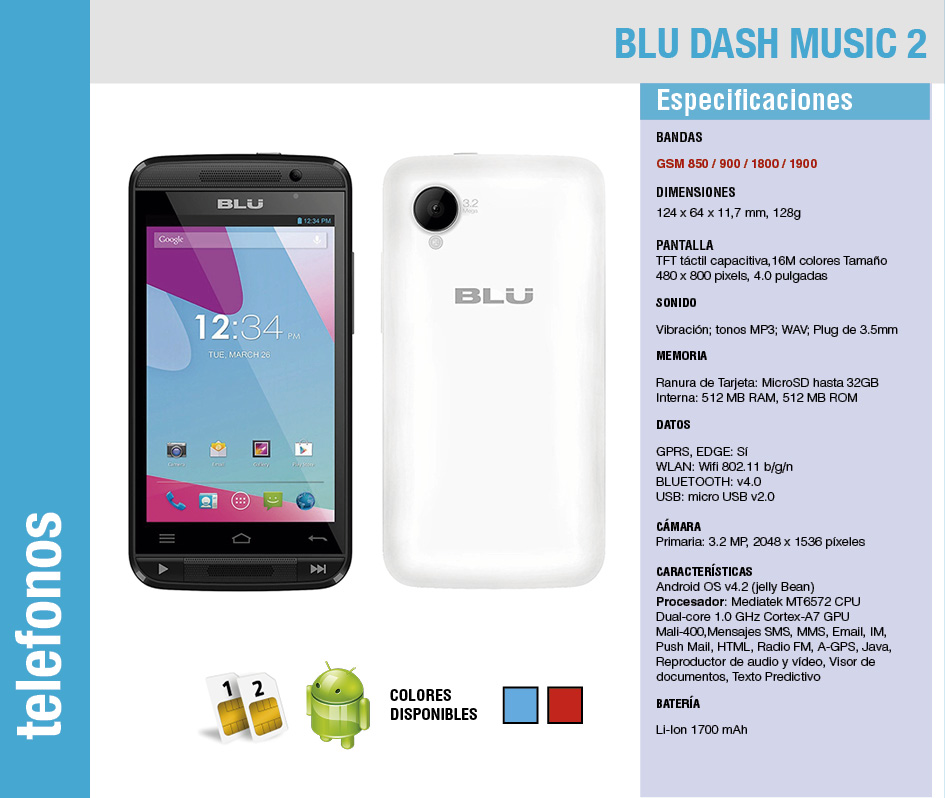 BLU DASH MUSIC 2
telefonos
BLU
12:34 PM
Google
12:34 PM
TUE, MARCH 26
Camera
Email
Gallery
Play Store
3.2
Mega
BLU
1
2
COLORES
DISPONIBLES
Especificaciones
BANDAS
GSM 850 / 900 / 1800 / 1900
DIMENSIONES
124 x 64 x 11,7 mm, 128g
PANTALLA
TFT táctil capacitiva,16M colores Tamaño
480 x 800 pixels, 4.0 pulgadas
SONIDO
Vibración; tonos MP3; WAV; Plug de 3.5mm
MEMORIA
Ranura de Tarjeta: MicroSD hasta 32GB
Interna: 512 MB RAM, 512 MB ROM
DATOS
GPRS, EDGE: Sí
WLAN: Wifi 802.11 b/g/n
BLUETOOTH: v4.0
USB: micro USB v2.0
CÁMARA
Primaria: 3.2 MP, 2048 x 1536 píxeles
CARACTERÍSTICAS
Android OS v4.2 (jelly Bean)
Procesador: Mediatek MT6572 CPU
Dual-core 1.0 GHz Cortex-A7 GPU
Mali-400,Mensajes SMS, MMS, Email, IM,
Push Mail, HTML, Radio FM, A-GPS, Java,
Reproductor de audio y vídeo, Visor de
documentos, Texto Predictivo
BATERÍA
Li-Ion 1700 mAh